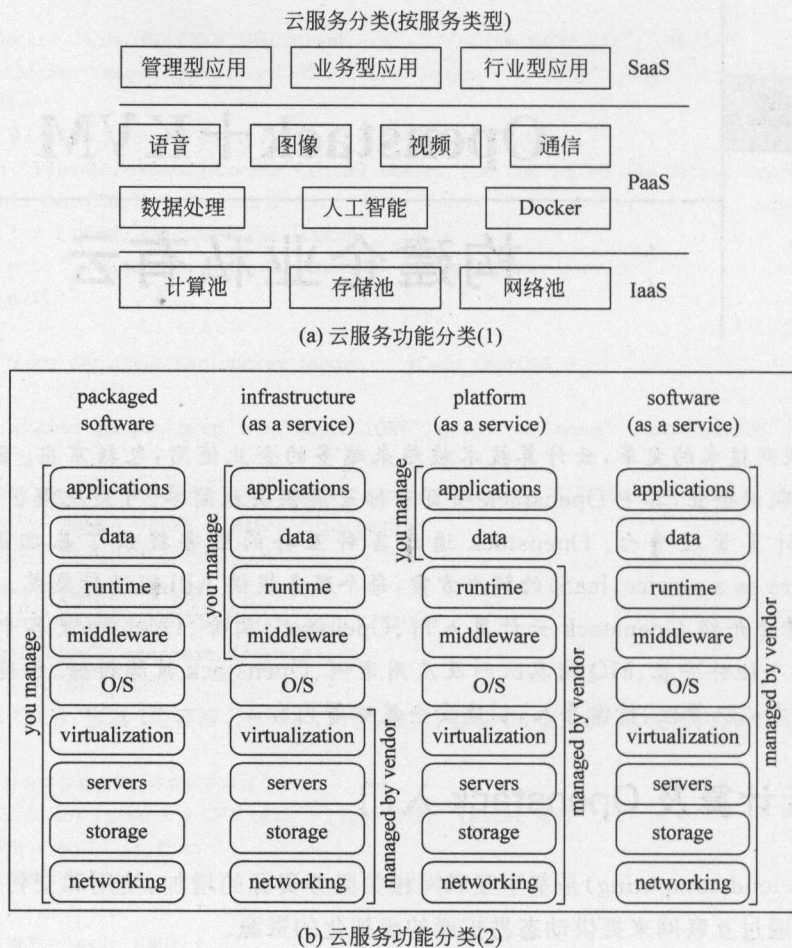 云服务分类(按服务类型)
管理型应用 业务型应用 行业型应用 SaaS
语音 图像 视频 通信
PaaS
数据处理 人工智能 Docker
计算池 存储池 网络池 IaaS
(a) 云服务功能分类(1)
packaged software
infrastructure (as a service)
platform (as a service)
software (as a service)
you manage
applications
data
runtime
middleware
O/S
virtualization
servers
storage
networking
you manage
applications
data
runtime
middleware
O/S
virtualization
servers
storage
networking
managed by vendor
you manage
applications
data
runtime
middleware
O/S
virtualization
servers
storage
networking
managed by vendor
applications
data
runtime
middleware
O/S
virtualization
servers
storage
networking
managed by vendor
(b) 云服务功能分类(2)